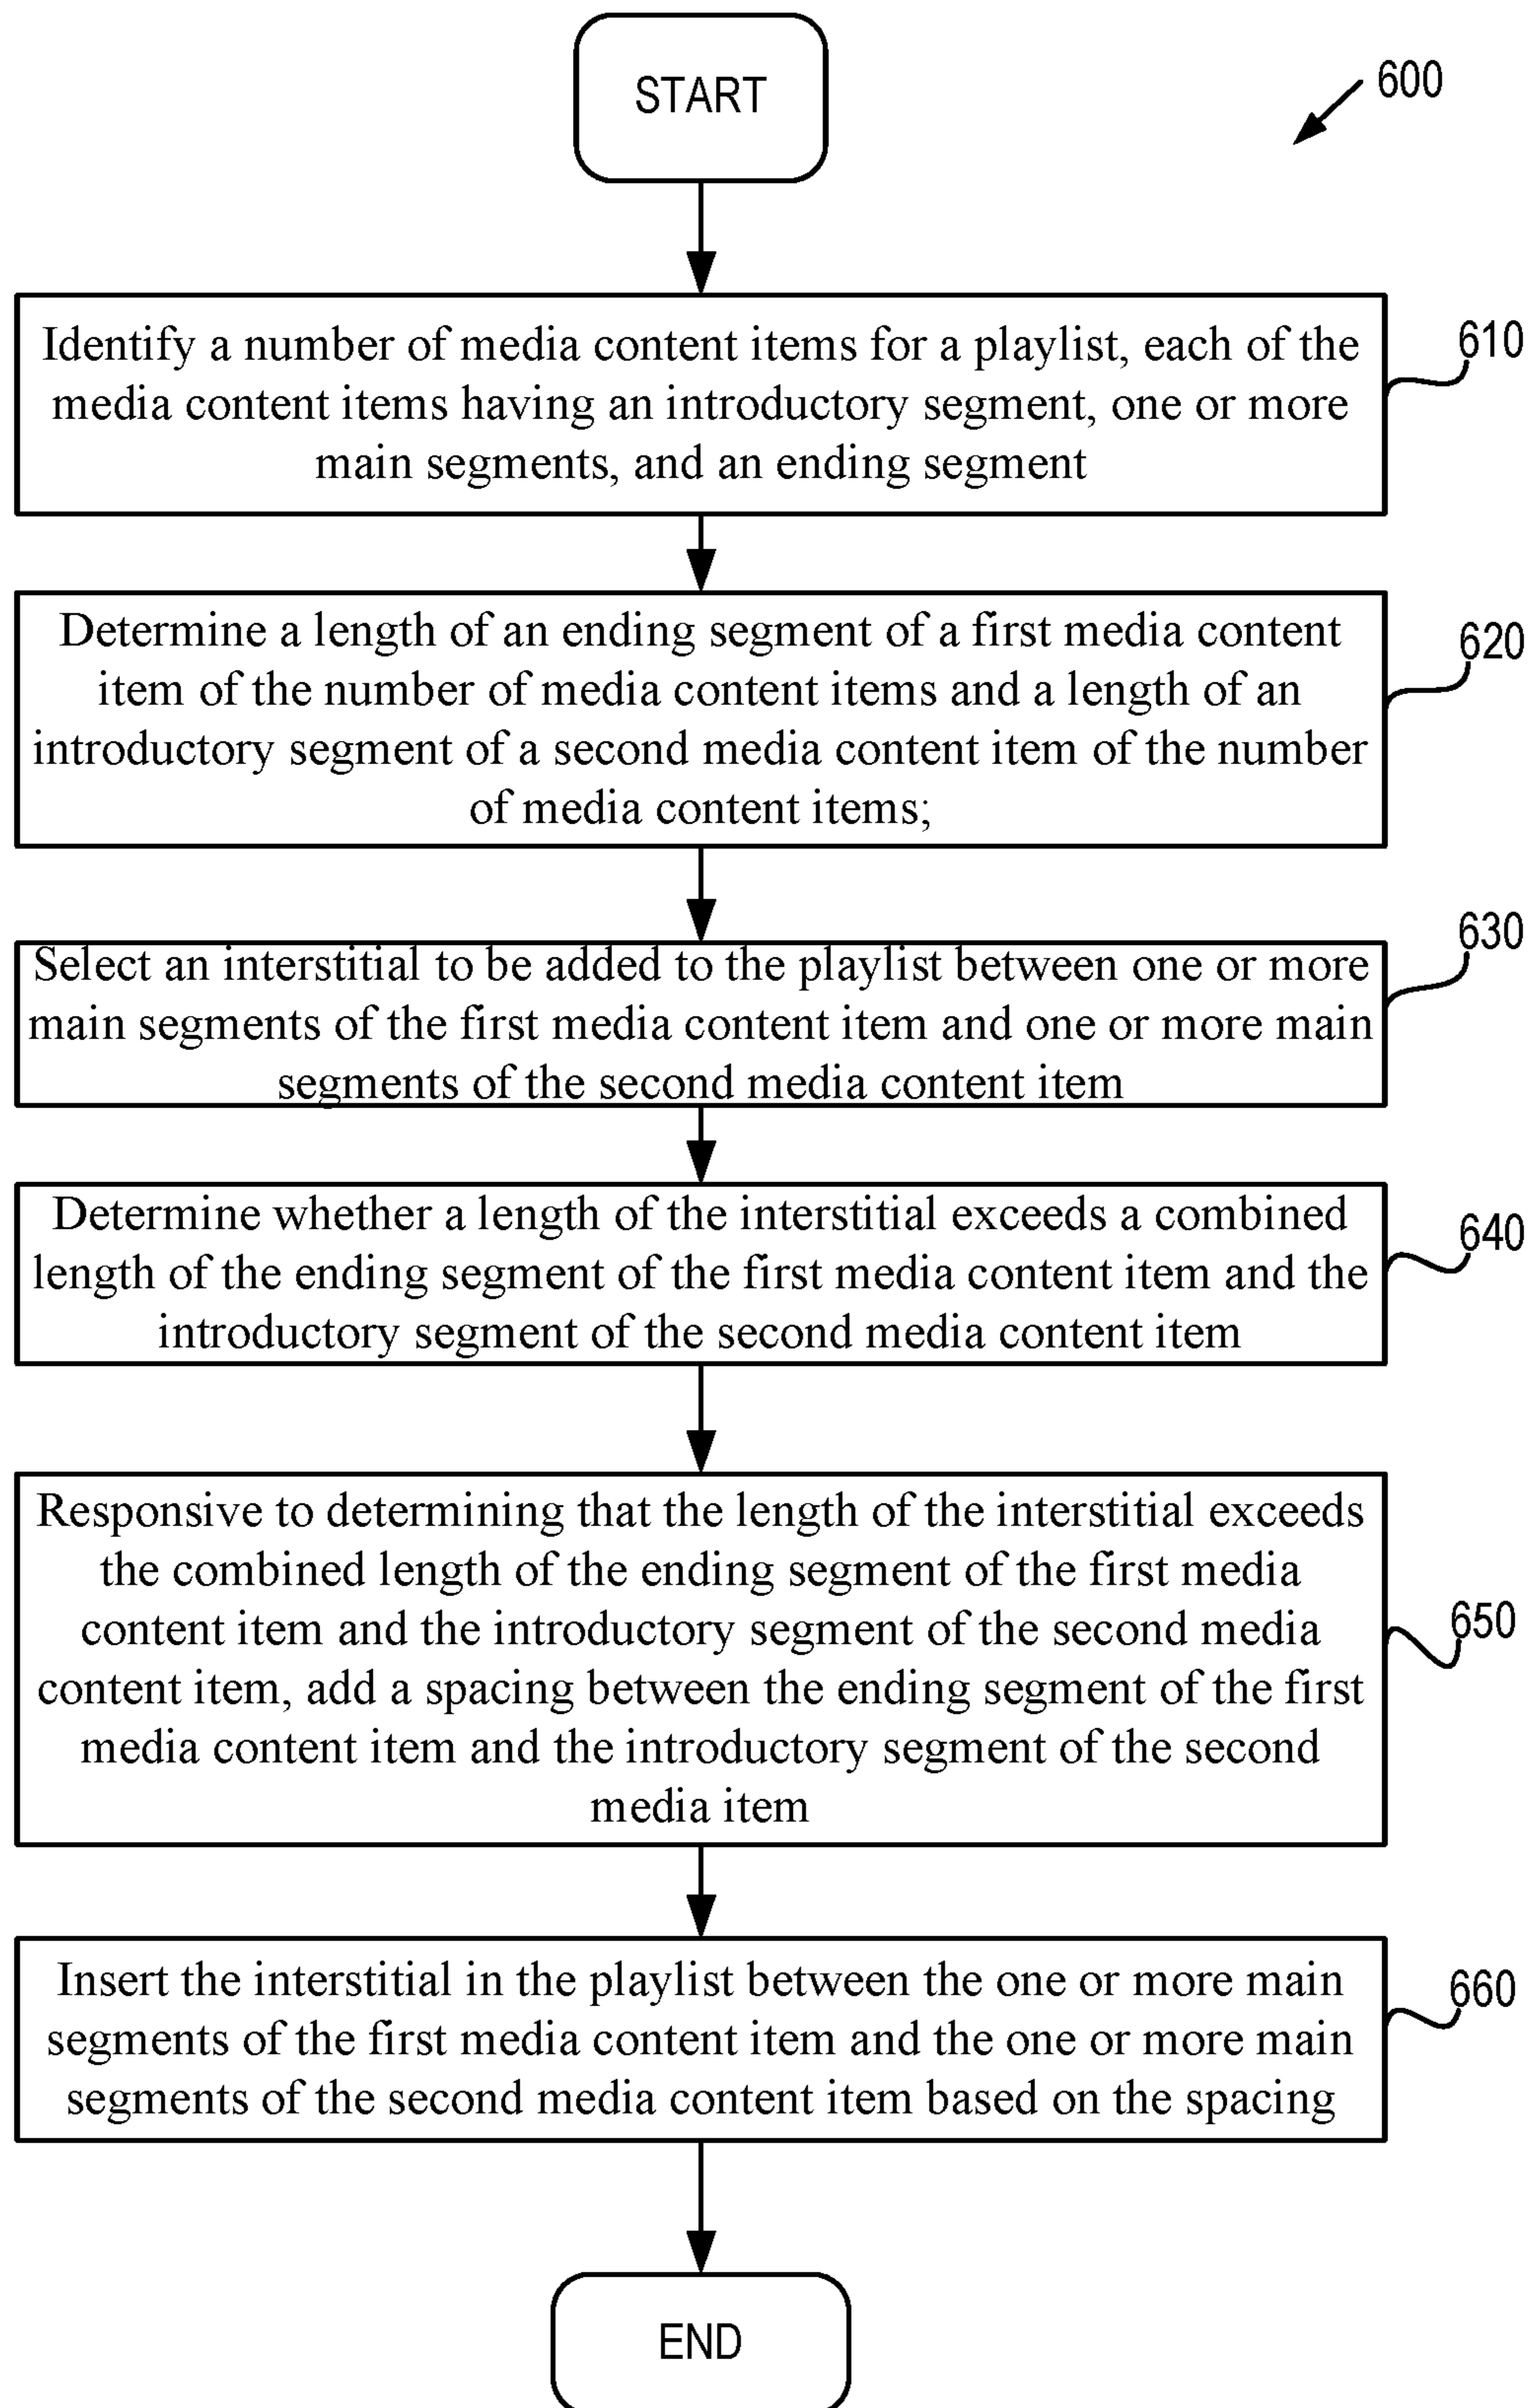 START
600
Identify a number of media content items for a playlist, each of the
media content items having an introductory segment, one or more
main segments, and an ending segment
610
Determine a length of an ending segment of a first media content
item of the number of media content items and a length of an
introductory segment of a second media content item of the number
of media content items;
620
Select an interstitial to be added to the playlist between one or more
main segments of the first media content item and one or more main
segments of the second media content item
630
Determine whether a length of the interstitial exceeds a combined
length of the ending segment of the first media content item and the
introductory segment of the second media content item
640
Responsive to determining that the length of the interstitial exceeds
the combined length of the ending segment of the first media
content item and the introductory segment of the second media
content item, add a spacing between the ending segment of the first
media content item and the introductory segment of the second
media item
650
Insert the interstitial in the playlist between the one or more main
segments of the first media content item and the one or more main
segments of the second media content item based on the spacing
660
END